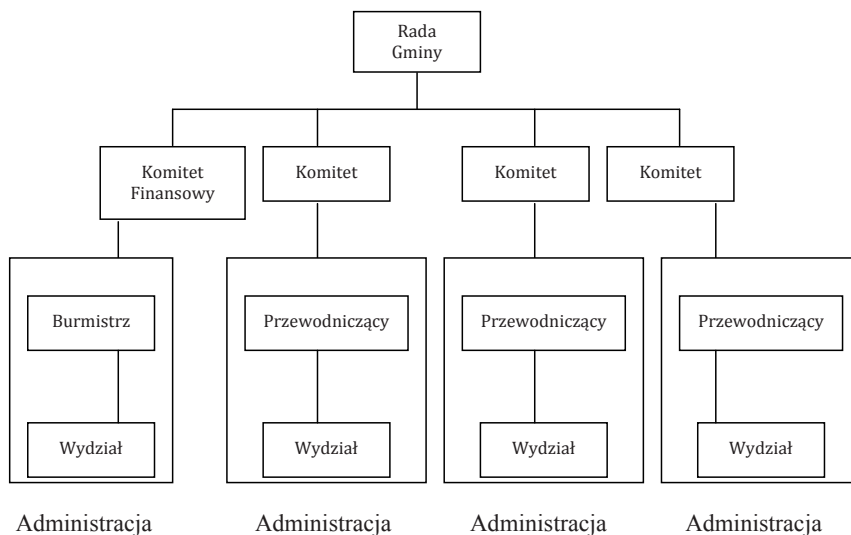 Rada
Gminy
Komitet
Finansowy
Komitet
Komitet
Komitet
Burmistrz
Przewodniczący
Przewodniczący
Przewodniczący
Wydział
Wydział
Wydział
Wydział
Administracja
Administracja
Administracja
Administracja